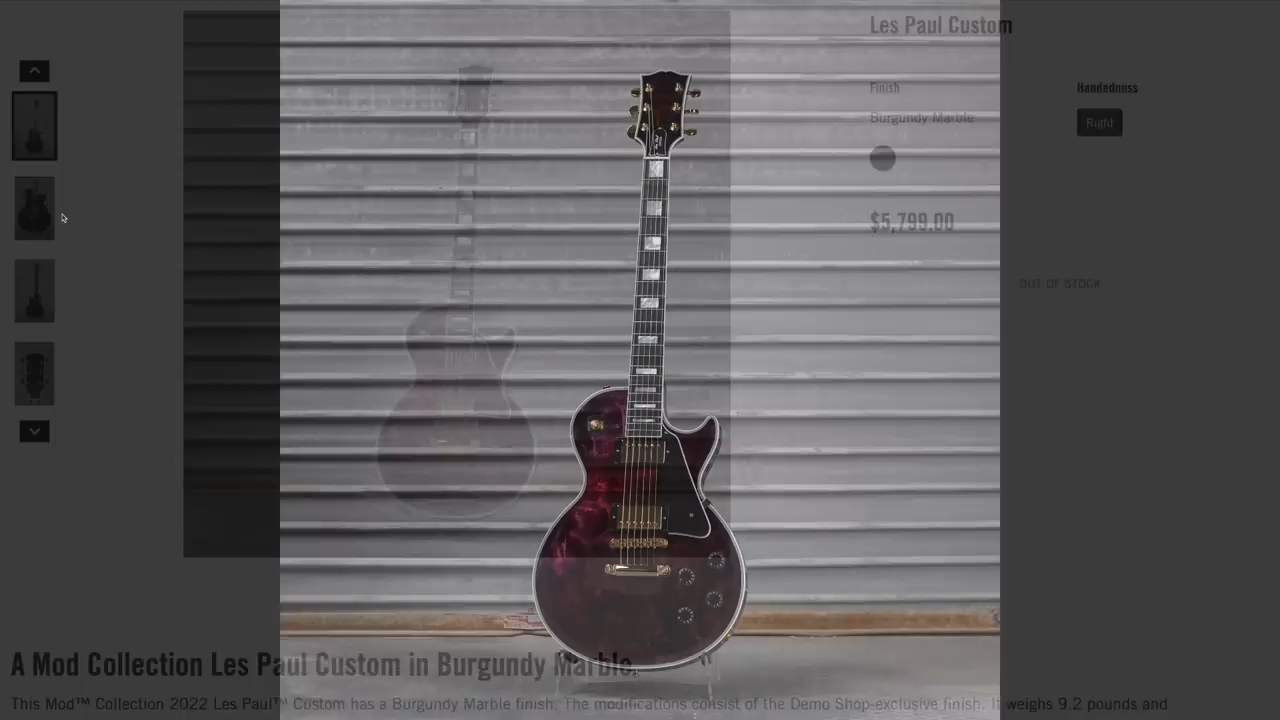 Les Paul Custom
Finish
Handedness
Burgundy Marble
Right
$5,799.00
OUT OF STOCK
A Mod Collection Les Paul Custom in Burgundy Marble.
This Mod™ Collection 2022 Les Paul™ Custom has a Burgundy Marble finish. The modifications consist of the Demo Shop-exclusive finish. It weighs 9.2 pounds and